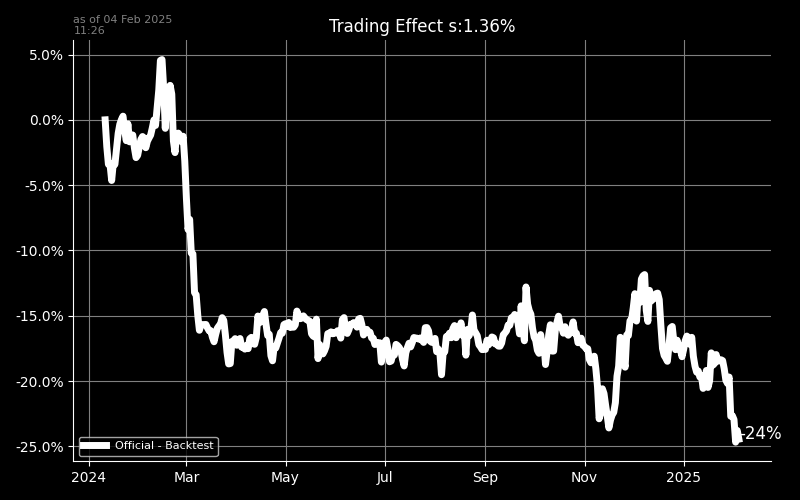 as of 04 Feb 2025
11:26
Trading Effect s:1.36%
5.0%
0.0%
-5.0%
-10.0%
-15.0%
-20.0%
-25.0%
-24%
Official - Backtest
2024
Mar
May
Jul
Sep
Nov
2025